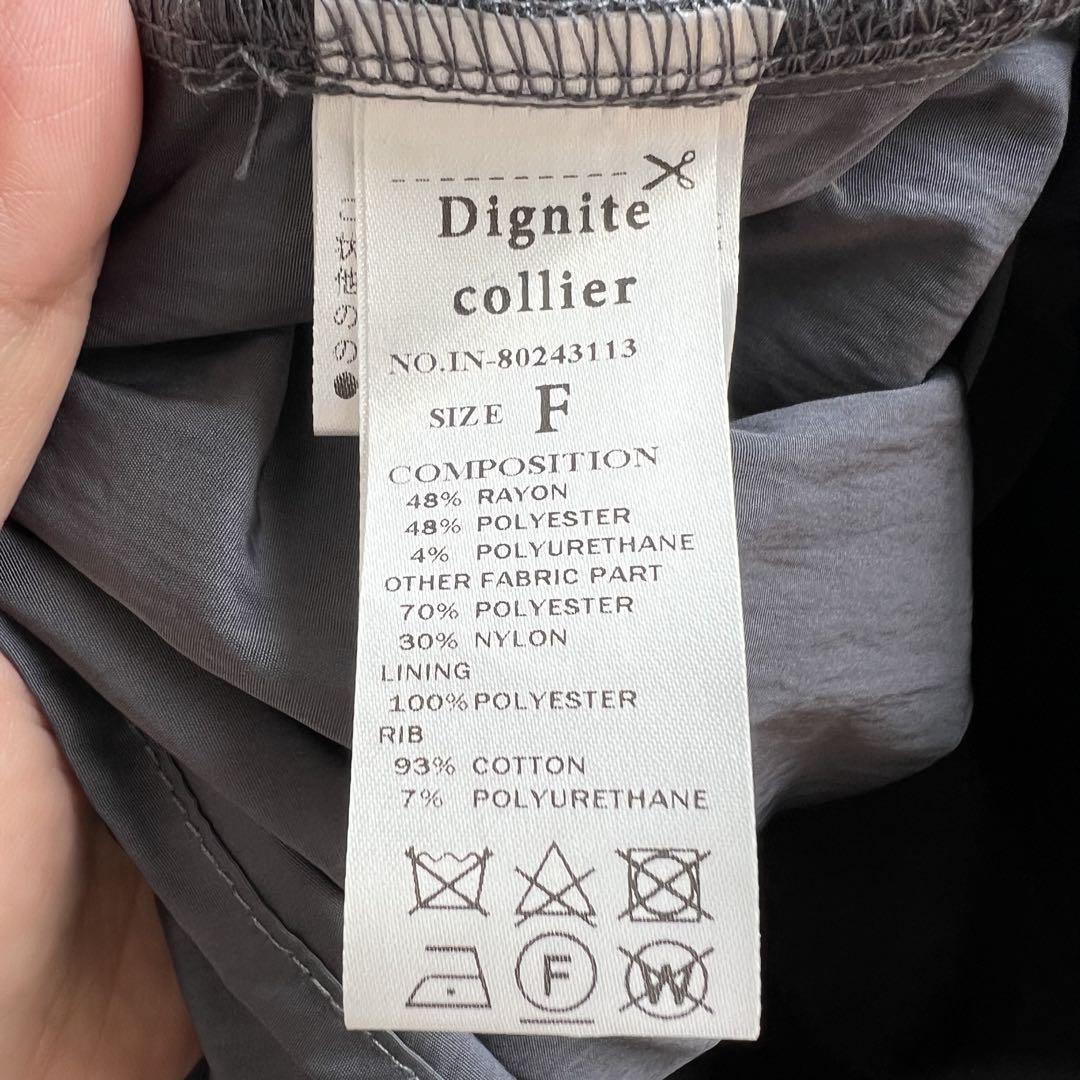 Dignite
collier
NO.IN-80243113
SIZE F
COMPOSITION
48% RAYON
48% POLYESTER
4% POLYURETHANE
OTHER FABRIC PART
70% POLYESTER
30% NYLON
LINING
100% POLYESTER
RIB
93% COTTON
7% POLYURETHANE
F
W